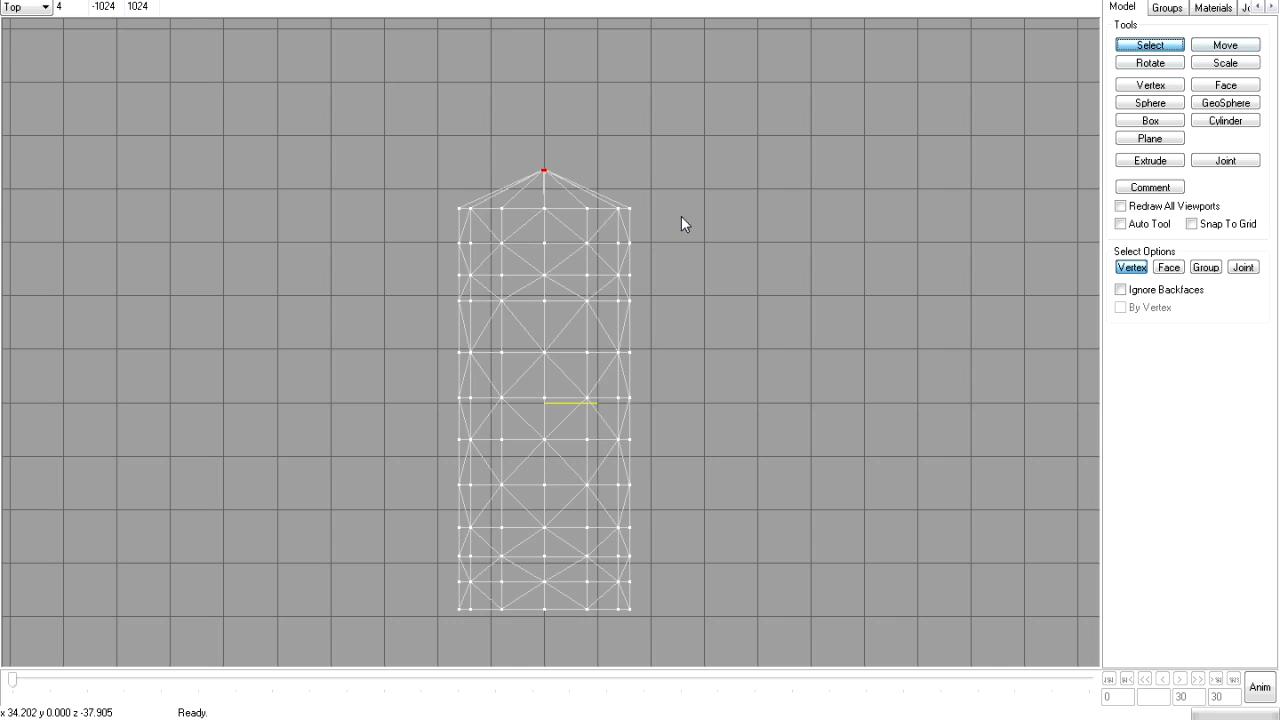 Top 4 -1024 1024
Model Groups Materials
Tools
Select Move
Rotate Scale
Vertex Face
Sphere GeoSphere
Box Cylinder
Plane
Extrude Joint
Comment
Redraw All Viewports
Auto Tool Snap To Grid
Select Options
Vertex Face Group Joint
Ignore Backfaces
By Vertex
Anim
0 30 30
x 34.202 y 0.000 z -37.905 Ready.